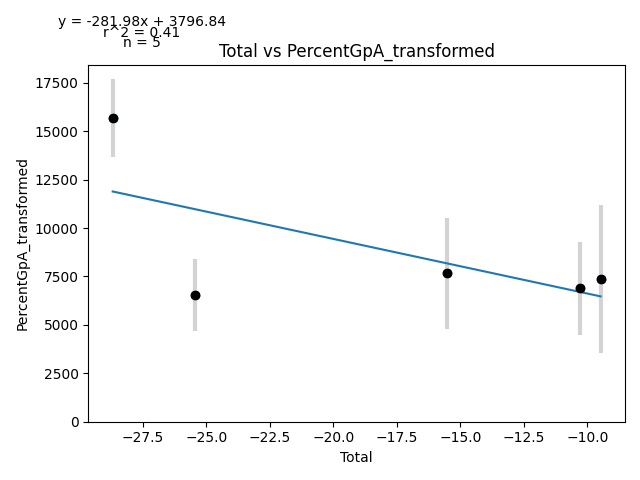 y = -281.98x + 3796.84
r^2 = 0.41
n = 5
Total vs PercentGpA_transformed
17500
15000
12500
10000
7500
5000
2500
0
PercentGpA_transformed
−27.5 −25.0 −22.5 −20.0 −17.5 −15.0 −12.5 −10.0
Total